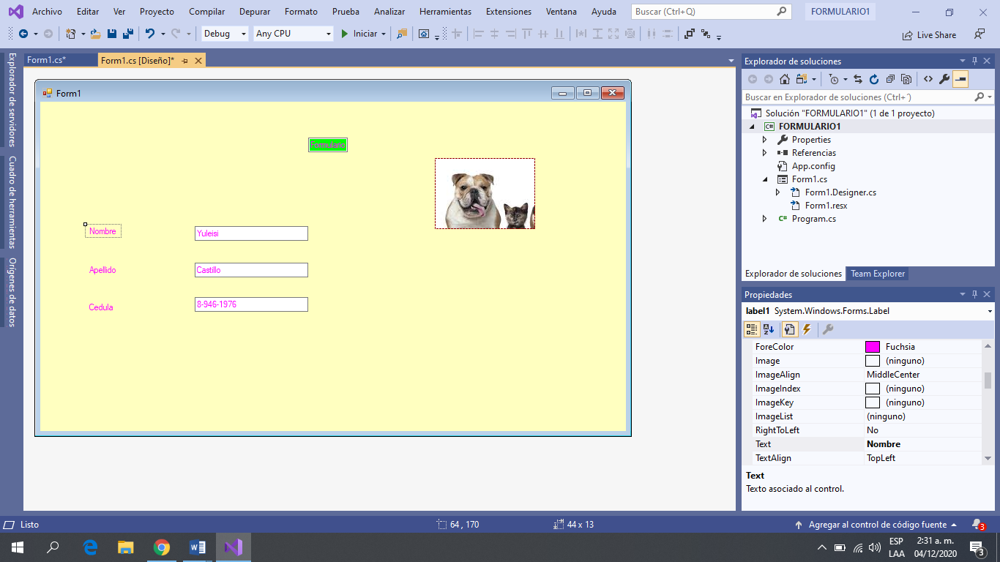 Archivo Editar Ver Proyecto Compilar Depurar Formato Prueba Analizar Herramientas Extensiones Ventana Ayuda Buscar (Ctrl+Q) FORMULARIO1
Debug Any CPU Iniciar Live Share
Explorador de servidores
Cuadro de herramientas
Orígenes de datos
Form1.cs* Form1.cs [Diseño]*
Form1
Formulario
Nombre Yuleisi
Apellido Castillo
Cedula 8-946-1976
Explorador de soluciones
Buscar en Explorador de soluciones (Ctrl+´)
Solución "FORMULARIO1" (1 de 1 proyecto)
C# FORMULARIO1
Properties
Referencias
App.config
Form1.cs
Form1.Designer.cs
Form1.resx
C# Program.cs
Explorador de soluciones Team Explorer
Propiedades
label1 System.Windows.Forms.Label
ForeColor Fuchsia
Image (ninguno)
ImageAlign MiddleCenter
ImageIndex (ninguno)
ImageKey (ninguno)
ImageList (ninguno)
RightToLeft No
Text Nombre
TextAlign TopLeft
Text
Texto asociado al control.
Listo 64 , 170 44 x 13 Agregar al control de código fuente 3
ESP 2:31 a. m.
LAA 04/12/2020 3